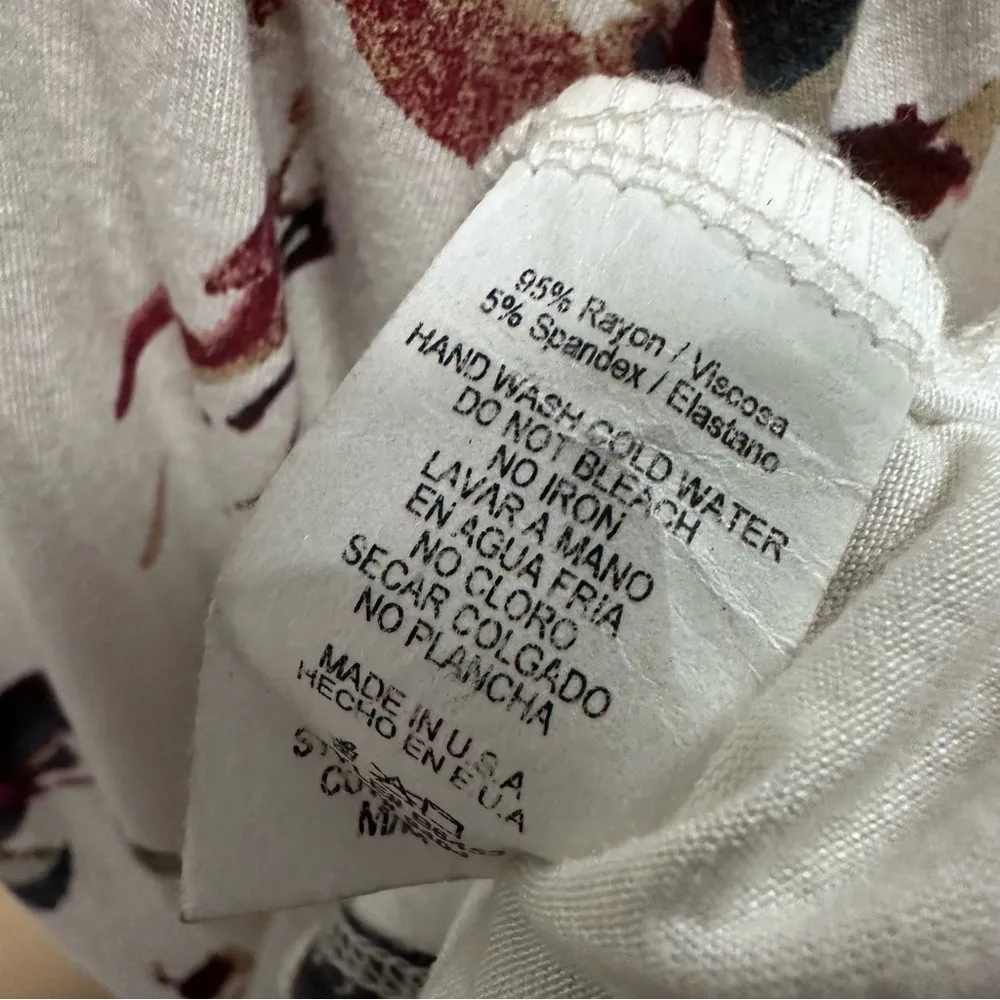 95% Rayon / Viscosa
5% Spandex / Elastano
HAND WASH COLD WATER
DO NOT BLEACH
NO IRON
LAVAR A MANO
EN AGUA FRIA
NO CLORO
SECAR COLGADO
NO PLANCHA
MADE IN U.S.A
HECHO EN E.U.A